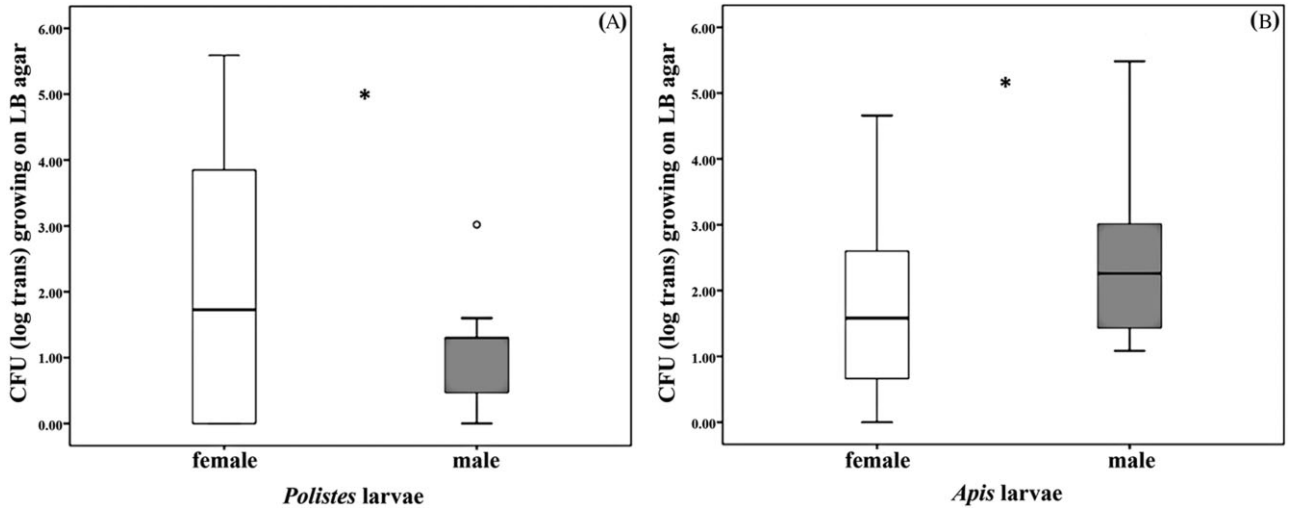 (A)
CFU (log trans) growing on LB agar
6.00
5.00
4.00
3.00
2.00
1.00
0.00
*
female male
Polistes larvae
(B)
CFU (log trans) growing on LB agar
6.00
5.00
4.00
3.00
2.00
1.00
0.00
*
female male
Apis larvae